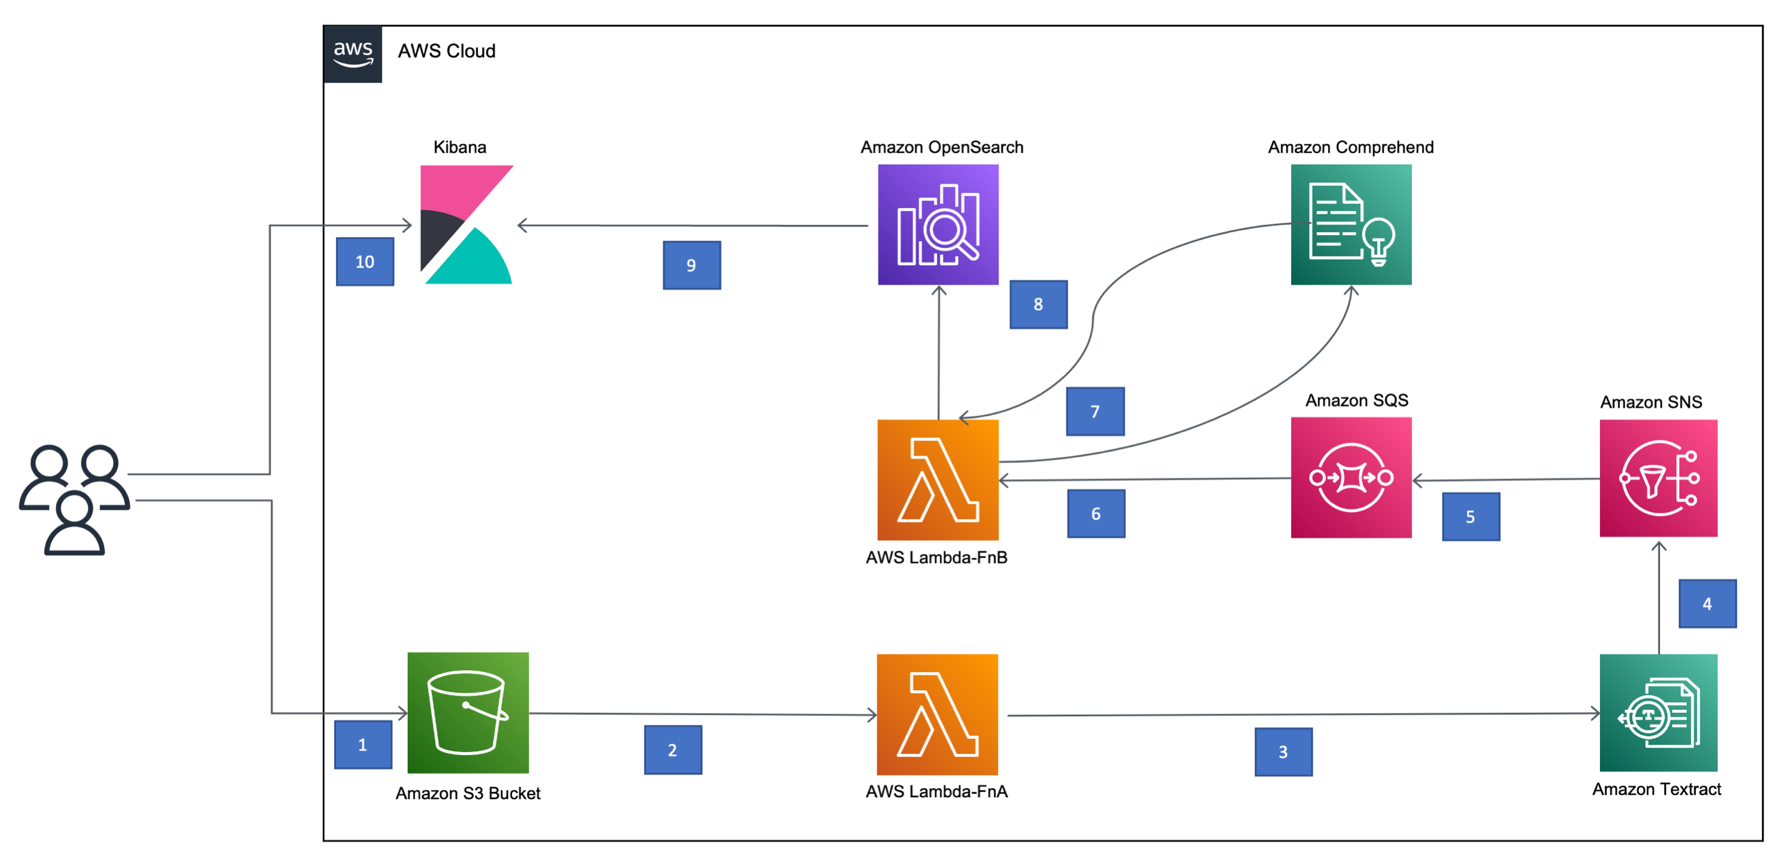 aws
AWS Cloud
Kibana
Amazon OpenSearch
Amazon Comprehend
10
9
8
7
Amazon SQS
Amazon SNS
6
5
AWS Lambda-FnB
4
1
2
3
Amazon S3 Bucket
AWS Lambda-FnA
Amazon Textract
T